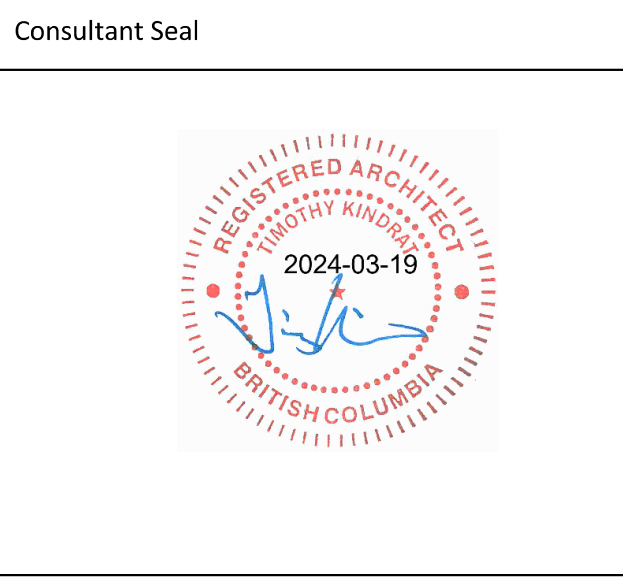 Consultant Seal
REGISTERED ARCHITECT
TIMOTHY KINDRAT
2024-03-19
BRITISH COLUMBIA